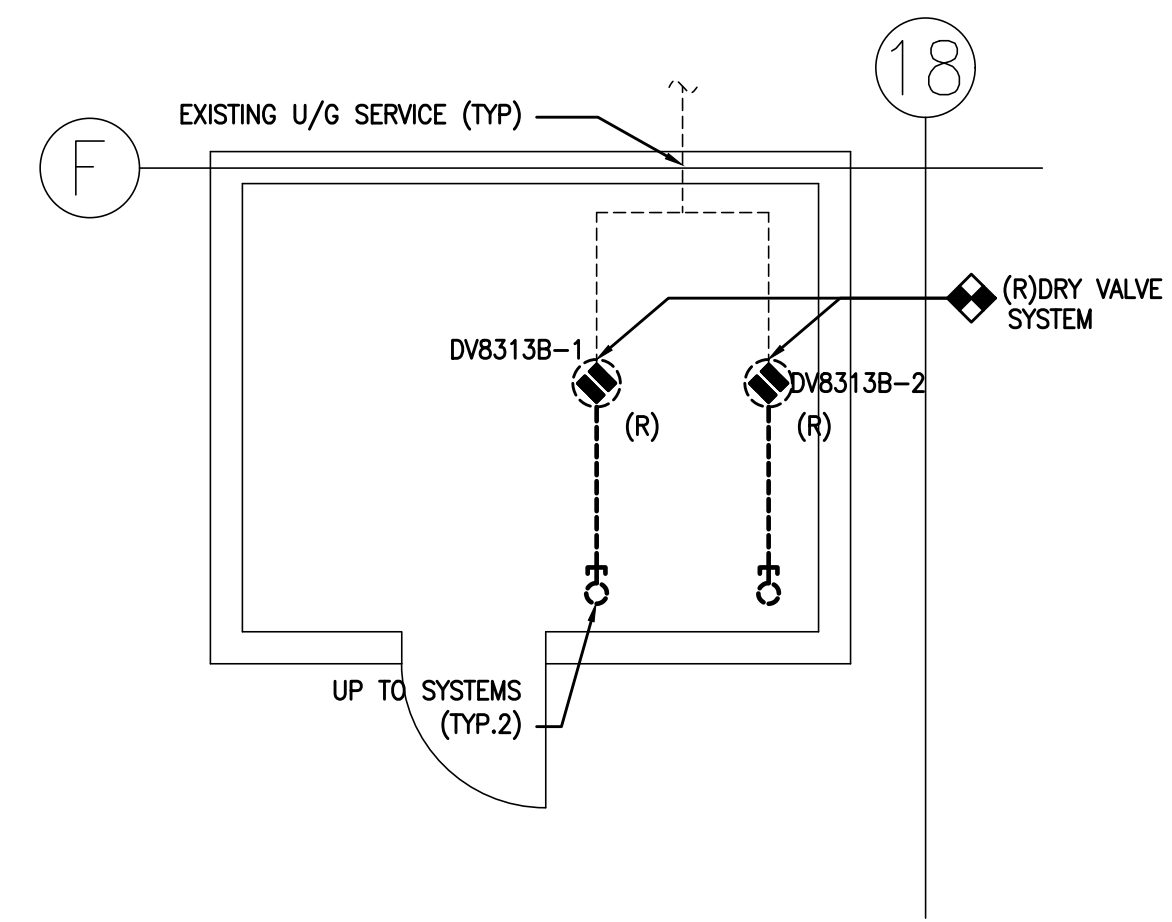 18
EXISTING U/G SERVICE (TYP)
F
(R)DRY VALVE
SYSTEM
DV8313B-1
DV8313B-2
(R)
(R)
UP TO SYSTEMS
(TYP.2)